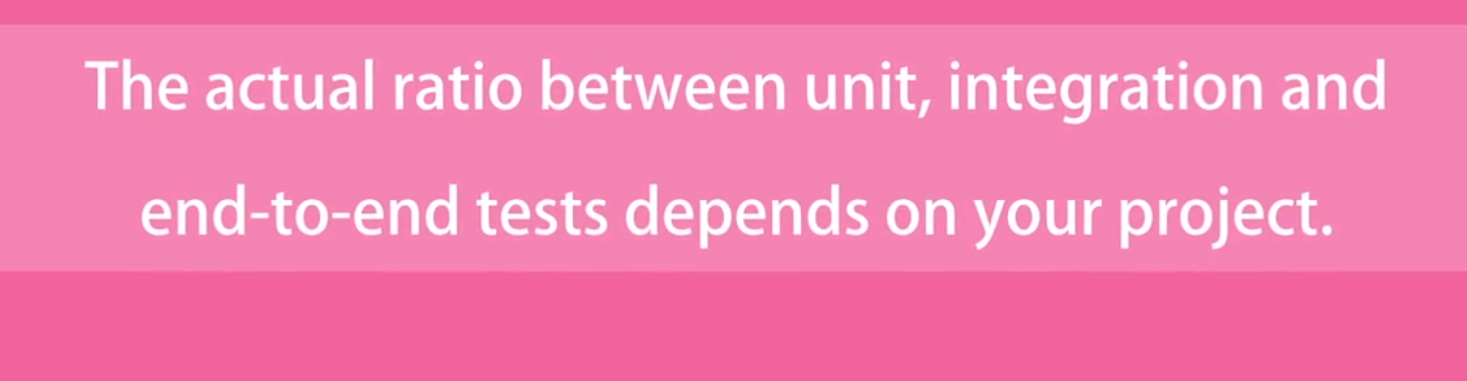 The actual ratio between unit, integration and
end-to-end tests depends on your project.